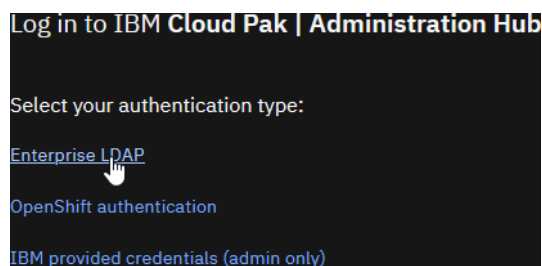 Log in to IBM Cloud Pak | Administration Hub
Select your authentication type:
Enterprise LDAP
OpenShift authentication
IBM provided credentials (admin only)